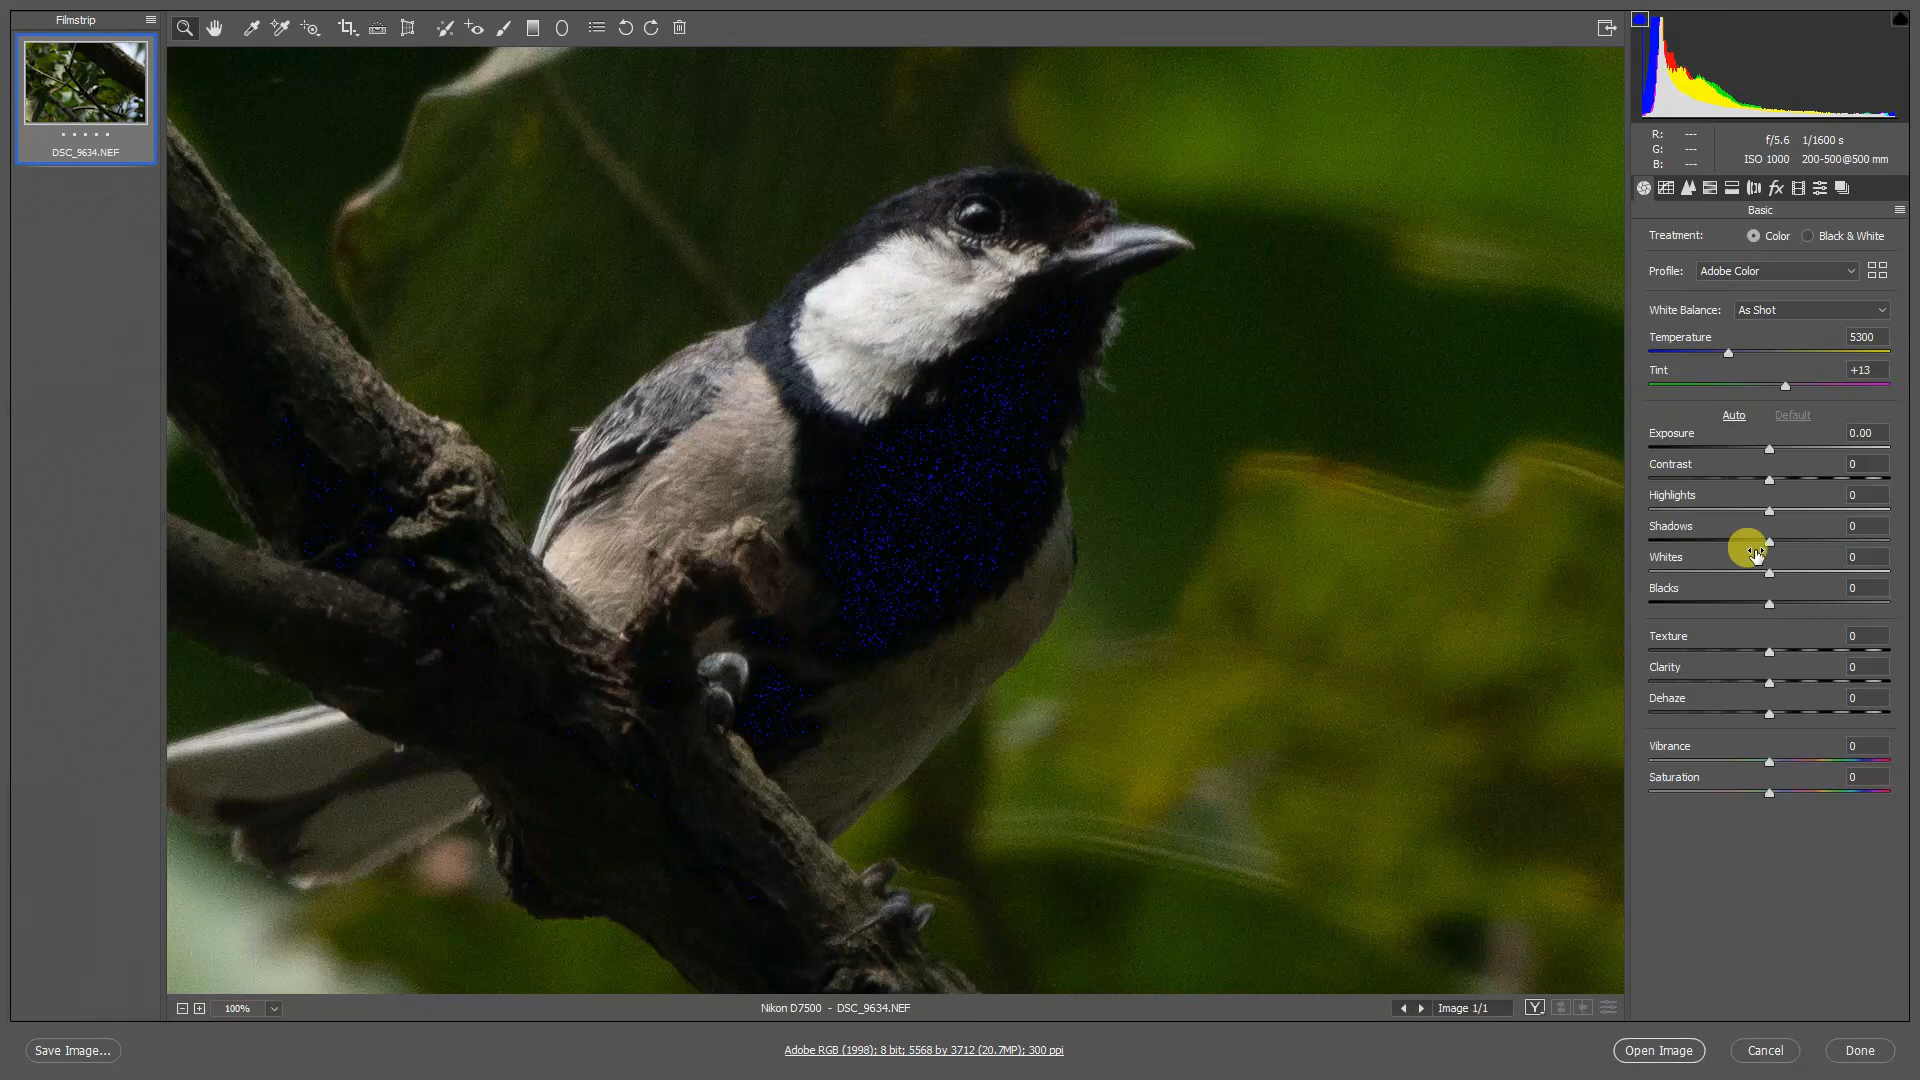 Filmstrip
DSC_9634.NEF
R: ---
G: ---
B: ---
f/5.6 1/1600 s
ISO 1000 200-500@500 mm
fx
Basic
Treatment: Color Black & White
Profile: Adobe Color
White Balance: As Shot
Temperature 5300
Tint +13
Auto Default
Exposure 0.00
Contrast 0
Highlights 0
Shadows 0
Whites 0
Blacks 0
Texture 0
Clarity 0
Dehaze 0
Vibrance 0
Saturation 0
100% Nikon D7500 - DSC_9634.NEF Image 1/1 Y
Save Image... Adobe RGB (1998); 8 bit; 5568 by 3712 (20.7MP); 300 ppi Open Image Cancel Done